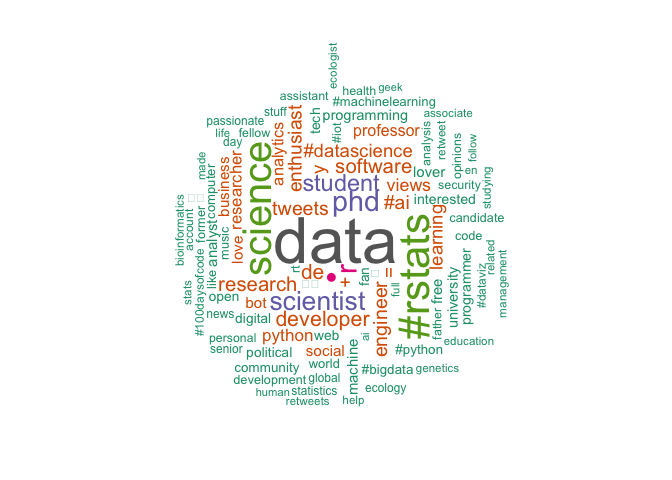 ecologist
health
geek
assistant
#machinelearning
stuff
tech
programming
associate
passionate
#iot
professor
life
fellow
enthusiast
analysis
retweet
day
analytics
#datascience
opinions
follow
made
science
y
software
lover
en
business
researcher
student
views
security
studying
computer
phd
#ai
interested
bioinformatics
account
former
like
analyst
music
love
tweets
data
#rstats
learning
candidate
code
related
rt
de
•
r
+
fan
=
engineer
full
stats
#100daysofcode
research
scientist
father
free
university
programmer
#dataviz
management
open
bot
news
digital
developer
personal
python
web
ai
education
senior
political
social
machine
#python
community
world
#bigdata
genetics
development
global
human
statistics
ecology
retweets
help